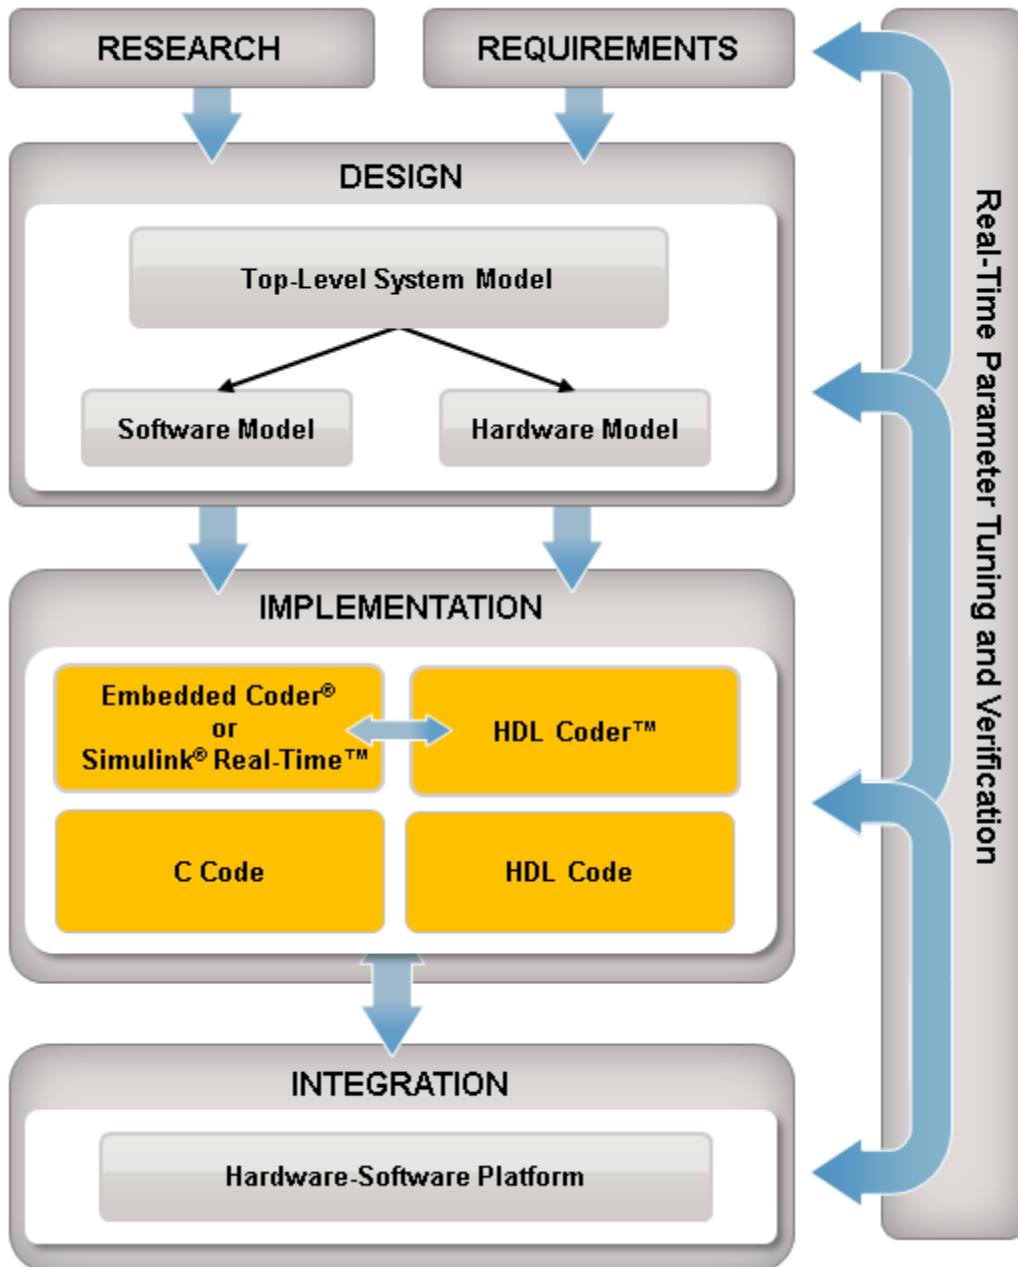 RESEARCH
REQUIREMENTS
DESIGN
Top-Level System Model
Software Model
Hardware Model
IMPLEMENTATION
Embedded Coder®
or
Simulink® Real-Time™
HDL Coder™
C Code
HDL Code
INTEGRATION
Hardware-Software Platform
Real-Time Parameter Tuning and Verification